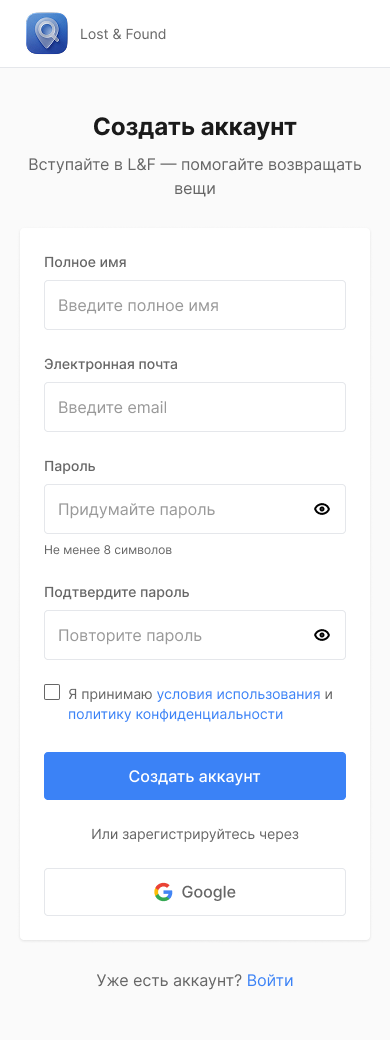 Lost & Found
Создать аккаунт
Вступайте в L&F — помогайте возвращать
вещи
Полное имя
Введите полное имя
Электронная почта
Введите email
Пароль
Придумайте пароль
Не менее 8 символов
Подтвердите пароль
Повторите пароль
Я принимаю условия использования и
политику конфиденциальности
Создать аккаунт
Или зарегистрируйтесь через
Google
Уже есть аккаунт? Войти